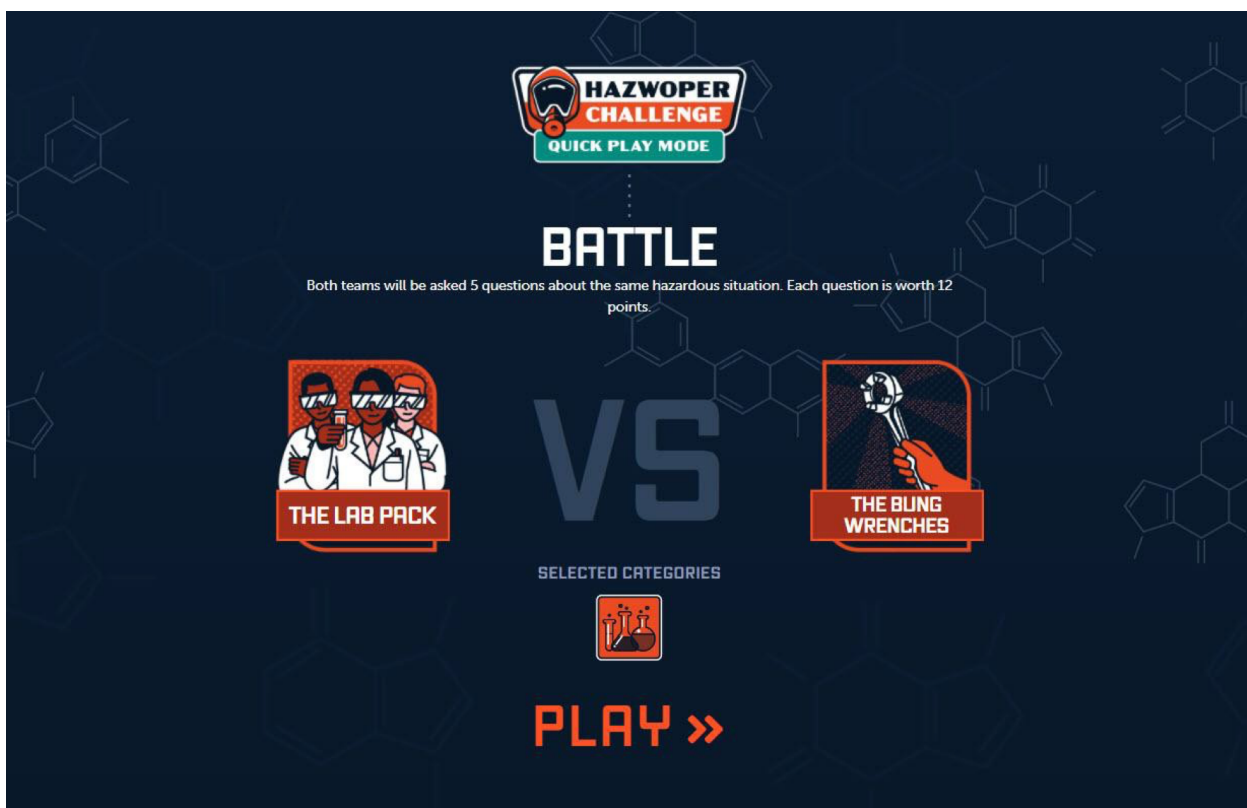 HAZWOPER
CHALLENGE
QUICK PLAY MODE
BATTLE
Both teams will be asked 5 questions about the same hazardous situation. Each question is worth 12
points.
VS
THE LAB PACK
THE BUNG
WRENCHES
SELECTED CATEGORIES
PLAY »